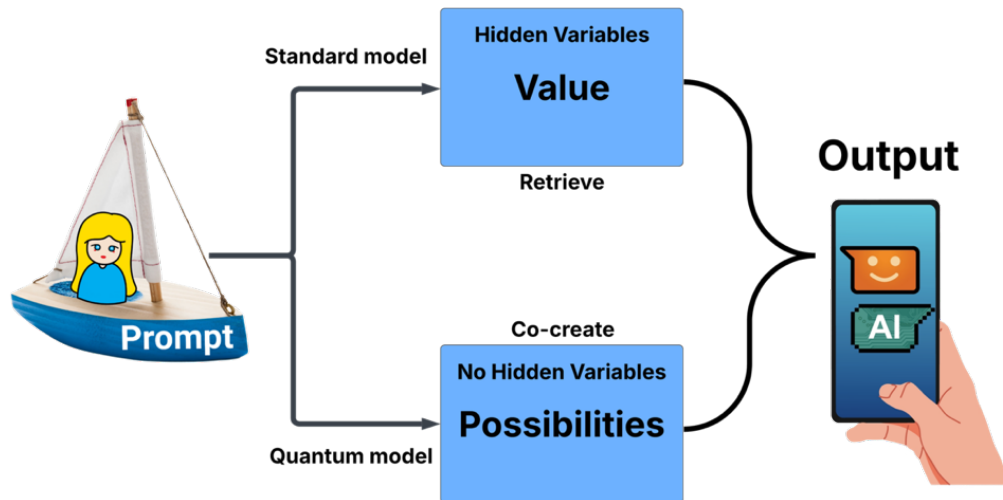 Standard model
Hidden Variables
Value
Retrieve
Output
Prompt
AI
Co-create
No Hidden Variables
Possibilities
Quantum model